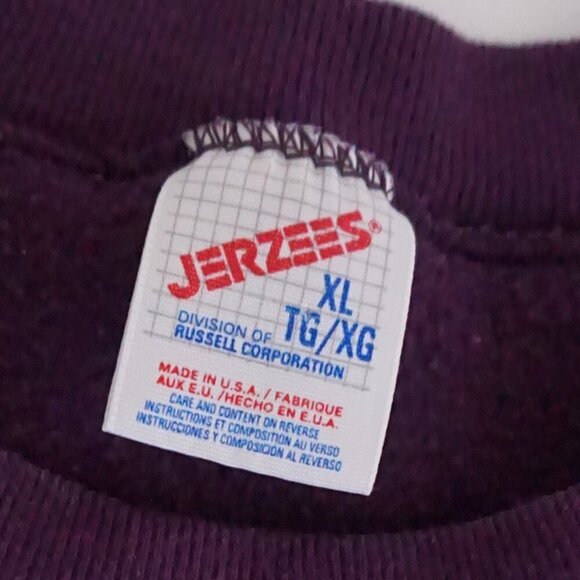 JERZEES®
XL
DIVISION OF TG/XG
RUSSELL CORPORATION
MADE IN U.S.A. / FABRIQUE
AUX E.U. /HECHO EN E.U.A.
CARE AND CONTENT ON REVERSE
INSTRUCTIONS ET COMPOSITION AU VERSO
INSTRUCCIONES Y COMPOSICIÓN AL REVERSO